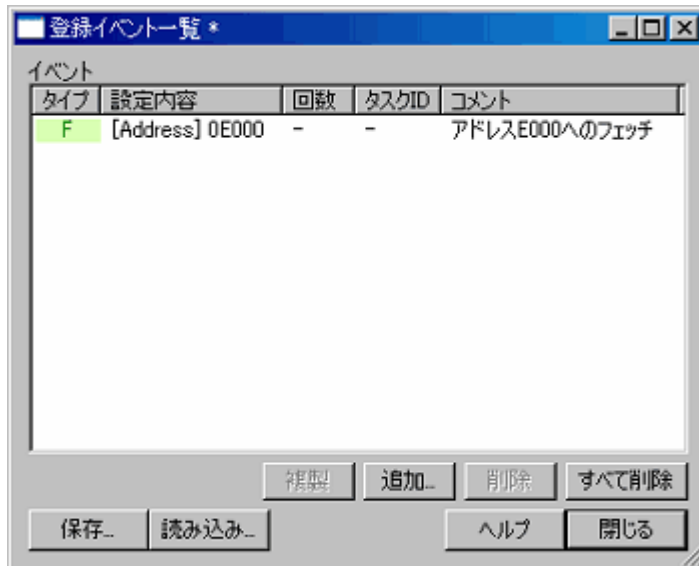 登録イベント一覧 *
イベント
タイプ 設定内容 回数 タスクID コメント
F [Address] 0E000 - - アドレスE000へのフェッチ
複製 追加... 削除 すべて削除
保存... 読み込み... ヘルプ 閉じる